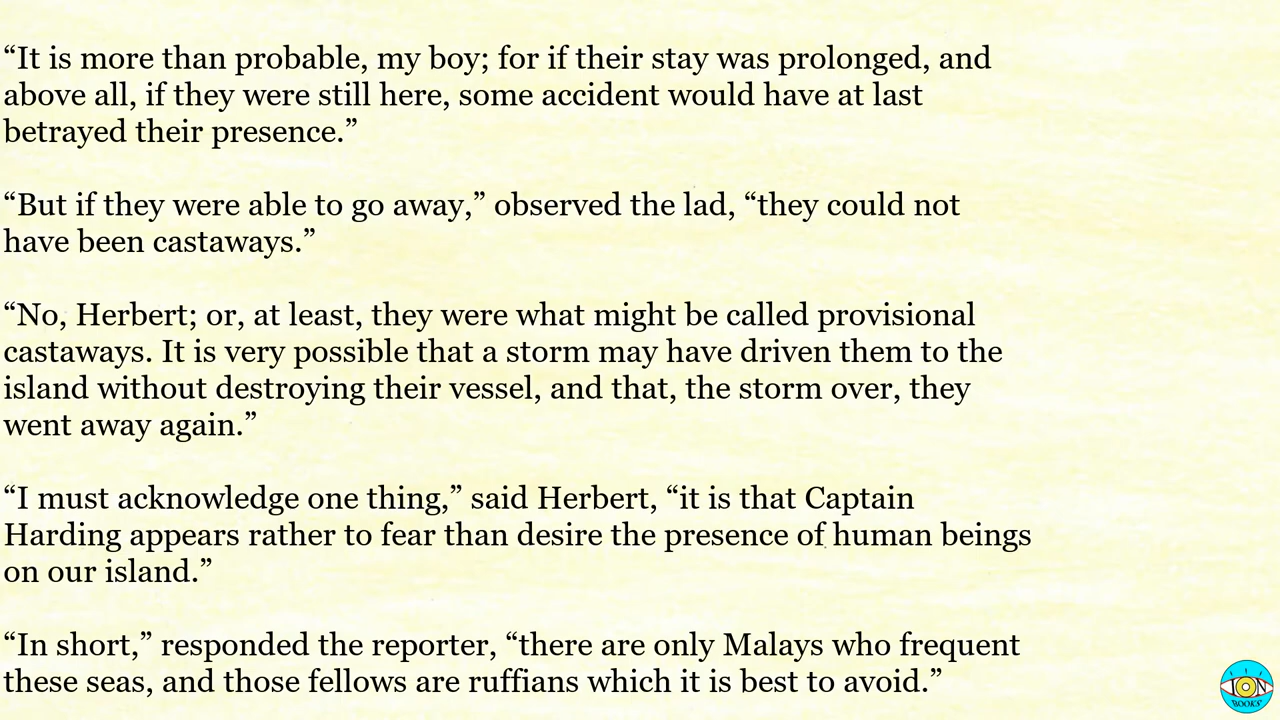 “It is more than probable, my boy; for if their stay was prolonged, and
above all, if they were still here, some accident would have at last
betrayed their presence.”
“But if they were able to go away,” observed the lad, “they could not
have been castaways.”
“No, Herbert; or, at least, they were what might be called provisional
castaways. It is very possible that a storm may have driven them to the
island without destroying their vessel, and that, the storm over, they
went away again.”
“I must acknowledge one thing,” said Herbert, “it is that Captain
Harding appears rather to fear than desire the presence of human beings
on our island.”
“In short,” responded the reporter, “there are only Malays who frequent
these seas, and those fellows are ruffians which it is best to avoid.”
ION
BOOKS